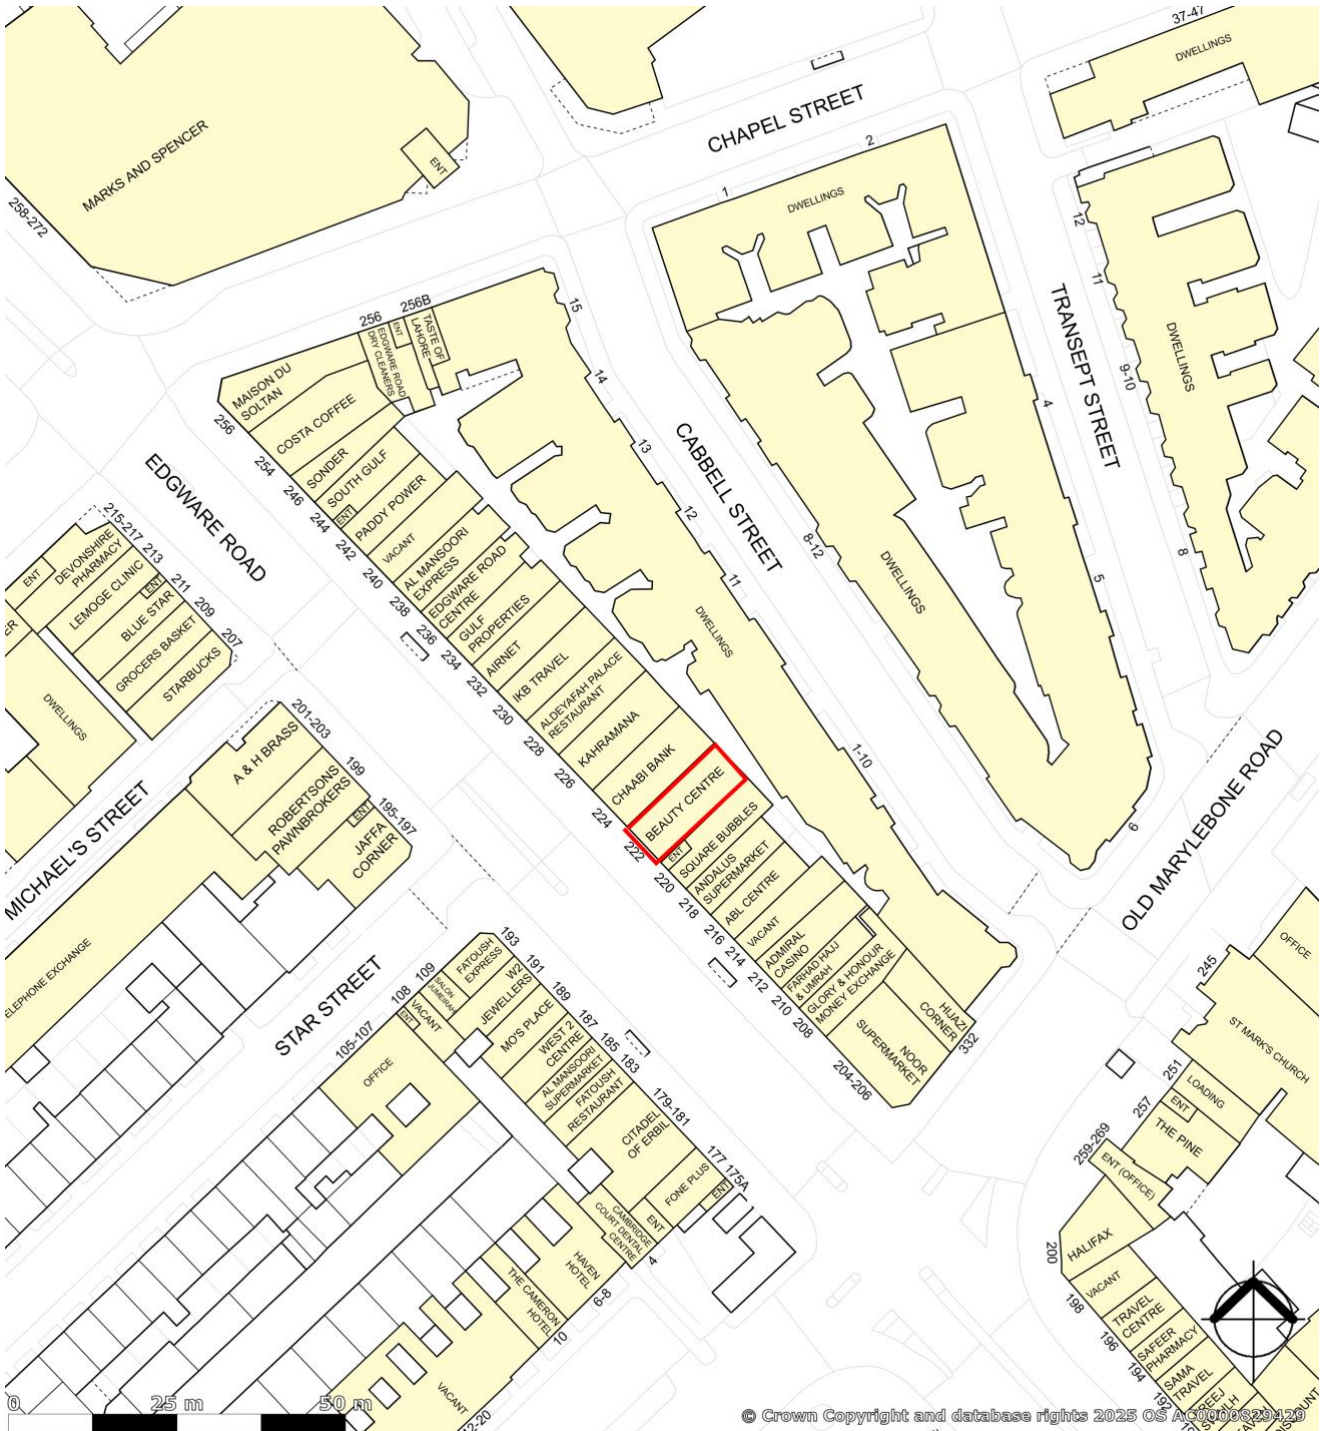 37-47
DWELLINGS
CHAPEL STREET
2
1
DWELLINGS
MARKS AND SPENCER
ENT
258-272
12
11
TRANSEPT STREET
DWELLINGS
9-10
8
4
5
6
15
14
13
12
11
1-10
CABBELL STREET
8-12
DWELLINGS
DWELLINGS
256
256B
ENT
TASTE OF
LAHORE
EDGWARE ROAD
DRY CLEANERS
MAISON DU
SOLTAN
256
COSTA COFFEE
254
SONDER
246
SOUTH GULF
244
ENT
PADDY POWER
242
VACANT
240
AL MANSOORI
EXPRESS
238
EDGWARE ROAD
CENTRE
236
GULF
PROPERTIES
234
AIRNET
232
IKB TRAVEL
230
ALDEYAFAH PALACE
RESTAURANT
228
KAHRAMANA
226
CHAABI BANK
224
BEAUTY CENTRE
222
ENT
SQUARE BUBBLES
220
ANDALUS
SUPERMARKET
218
ABL CENTRE
216
VACANT
214
ADMIRAL
CASINO
212
FARHAD HAJJ
& UMRAH
210
GLORY & HONOUR
MONEY EXCHANGE
208
NOOR
SUPERMARKET
204-206
HIJAZI
CORNER
332
EDGWARE ROAD
OLD MARYLEBONE ROAD
215-217
213
211
209
207
ENT
DEVONSHIRE
PHARMACY
LEMOGE CLINIC
ENT
BLUE STAR
GROCERS BASKET
STARBUCKS
ER
DWELLINGS
MICHAEL'S STREET
201-203
A & H BRASS
199
ROBERTSONS
PAWNBROKERS
195-197
ENT
JAFFA
CORNER
ELEPHONE EXCHANGE
STAR STREET
105-107
OFFICE
108
109
ENT
VACANT
SALON
JUMEIRAH
193
FATOUSH
EXPRESS
191
W2
JEWELLERS
189
MO'S PLACE
187
WEST 2
CENTRE
185
AL MANSOORI
SUPERMARKET
183
FATOUSH
RESTAURANT
179-181
CITADEL
OF ERBIL
177
FONE PLUS
175A
ENT
ENT
CAMBRIDGE
COURT DENTAL
CENTRE
4
HAVEN
HOTEL
6-8
THE CAMERON
HOTEL
10
VACANT
12-20
245
OFFICE
ST MARK'S CHURCH
251
LOADING
ENT
257
THE PINE
259-269
ENT (OFFICE)
200
HALIFAX
198
VACANT
196
TRAVEL
CENTRE
194
SAFEER
PHARMACY
192
SAMA
TRAVEL
0 25 m 50 m
© Crown Copyright and database rights 2025 OS AC0000829429